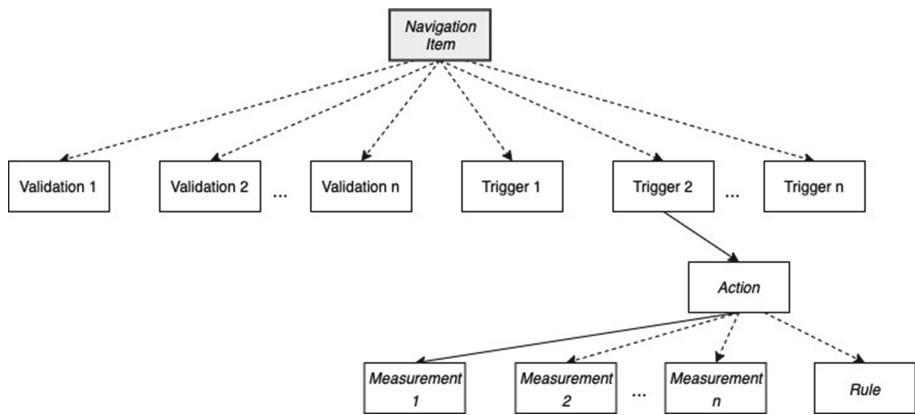 Navigation
Item
Validation 1
Validation 2
...
Validation n
Trigger 1
Trigger 2
...
Trigger n
Action
Measurement
1
Measurement
2
...
Measurement
n
Rule